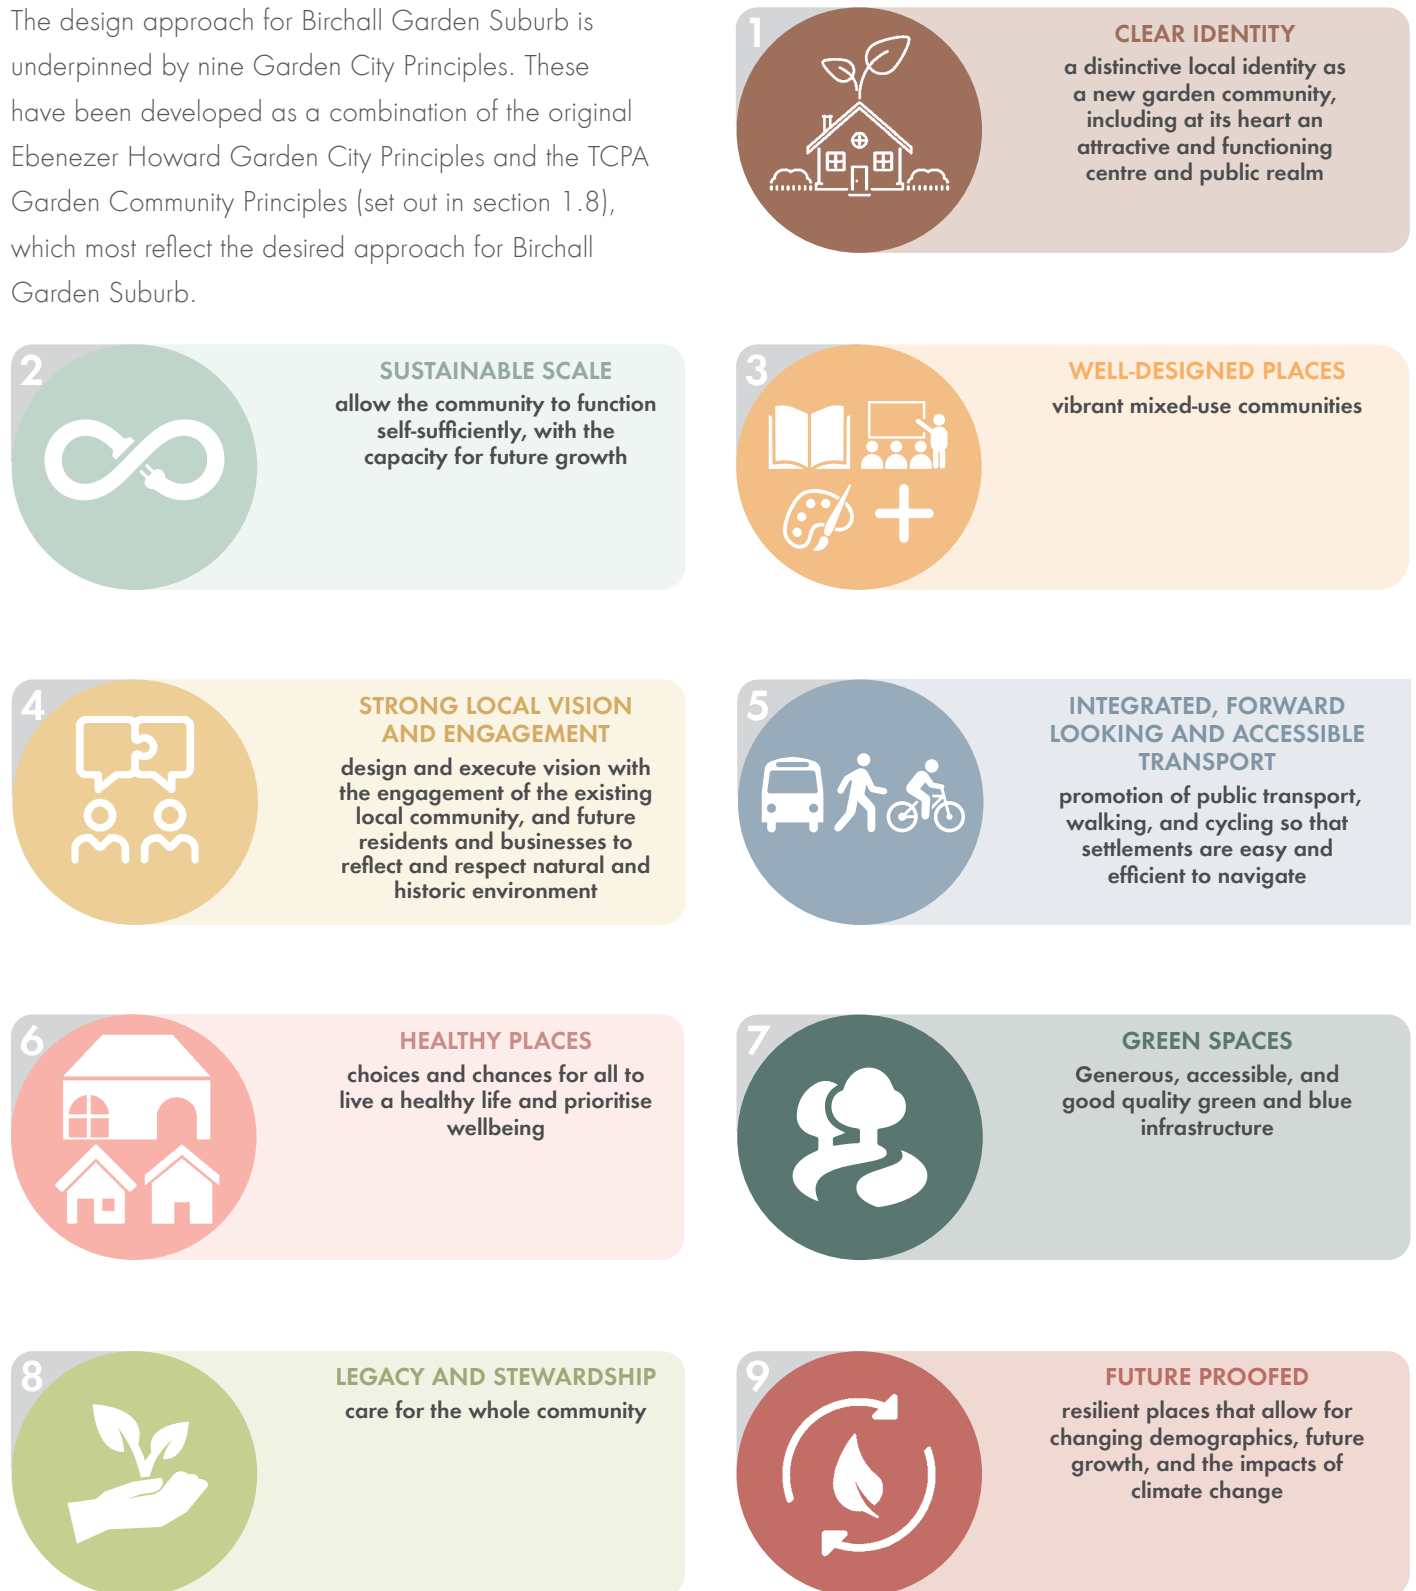 The design approach for Birchall Garden Suburb is
underpinned by nine Garden City Principles. These
have been developed as a combination of the original
Ebenezer Howard Garden City Principles and the TCPA
Garden Community Principles (set out in section 1.8),
which most reflect the desired approach for Birchall
Garden Suburb.
1
CLEAR IDENTITY
a distinctive local identity as
a new garden community,
including at its heart an
attractive and functioning
centre and public realm
2
SUSTAINABLE SCALE
allow the community to function
self-sufficiently, with the
capacity for future growth
3
WELL-DESIGNED PLACES
vibrant mixed-use communities
4
STRONG LOCAL VISION
AND ENGAGEMENT
design and execute vision with
the engagement of the existing
local community, and future
residents and businesses to
reflect and respect natural and
historic environment
5
INTEGRATED, FORWARD
LOOKING AND ACCESSIBLE
TRANSPORT
promotion of public transport,
walking, and cycling so that
settlements are easy and
efficient to navigate
6
HEALTHY PLACES
choices and chances for all to
live a healthy life and prioritise
wellbeing
7
GREEN SPACES
Generous, accessible, and
good quality green and blue
infrastructure
8
LEGACY AND STEWARDSHIP
care for the whole community
9
FUTURE PROOFED
resilient places that allow for
changing demographics, future
growth, and the impacts of
climate change